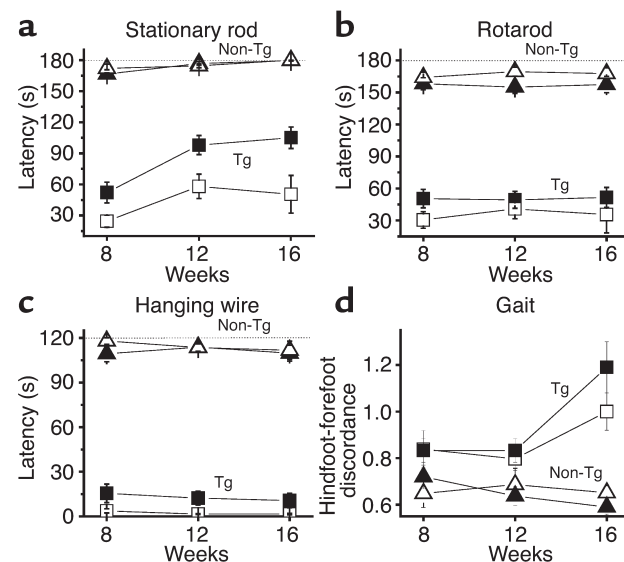 a Stationary rod
Non-Tg
180
150
120
90
60
30
Latency (s)
Tg
8 12 16
Weeks
b Rotarod
Non-Tg
180
150
120
90
60
30
Latency (s)
Tg
8 12 16
Weeks
c Hanging wire
Non-Tg
120
90
60
30
0
Latency (s)
Tg
8 12 16
Weeks
d Gait
1.2
1.0
0.8
0.6
Hindfoot-forefoot
discordance
Tg
Non-Tg
8 12 16
Weeks